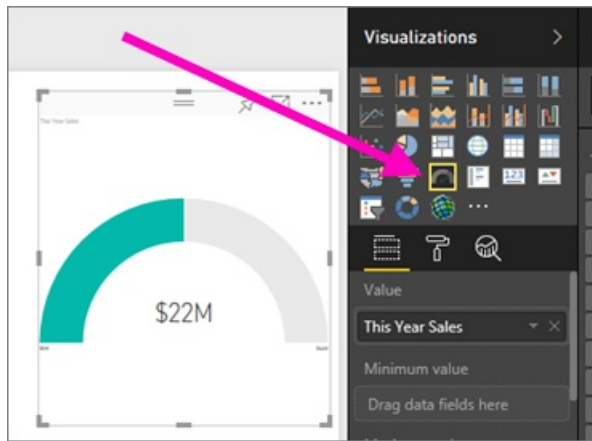 Visualizations
This Year Sales
123
$22M
Value
This Year Sales
Minimum value
Drag data fields here